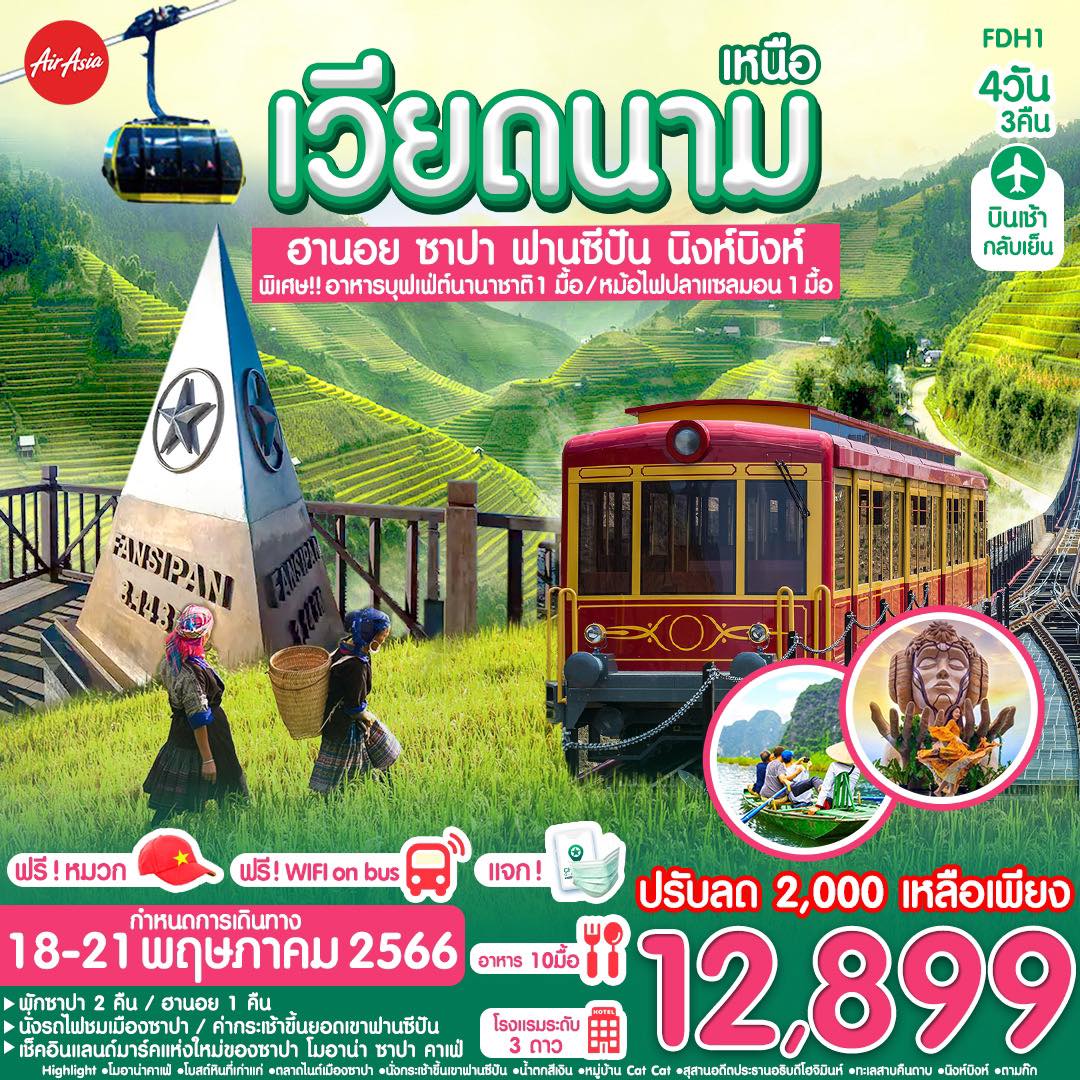 AirAsia
FDH1
เหนือ
เวียดนาม
4วัน
3คืน
บินเช้า
กลับเย็น
ฮานอย ซาปา ฟานซีปัน นิงห์บิงห์
พิเศษ!! อาหารบุฟเฟ่ต์นานาชาติ 1 มื้อ / หม้อไฟปลาแซลมอน 1 มื้อ
FANSIPAN
3.143
FANSIPAN
ฟรี ! หมวก
ฟรี ! WIFI on bus
แจก !
ปรับลด 2,000 เหลือเพียง
12,899
กำหนดการเดินทาง
18-21 พฤษภาคม 2566
อาหาร 10มื้อ
โรงแรมระดับ
3 ดาว
HOTEL
▶ พักซาปา 2 คืน / ฮานอย 1 คืน
▶ นั่งรถไฟชมเมืองซาปา / ค่ากระเช้าขึ้นยอดเขาฟานซีปัน
▶ เช็คอินแลนด์มาร์คแห่งใหม่ของซาปา โมอาน่า ซาปา คาเฟ่
Highlight •โมอาน่าคาเฟ่ •โบสถ์หินที่เก่าแก่ •ตลาดไนต์เมืองซาปา •นั่งกระเช้าขึ้นเขาฟานซีปัน •น้ำตกสีเงิน •หมู่บ้าน Cat Cat •สุสานอดีตประธานอธิบดีโฮจิมินห์ •ทะเลสาบคืนดาบ •นิงห์บิงห์ •ตามก๊ก